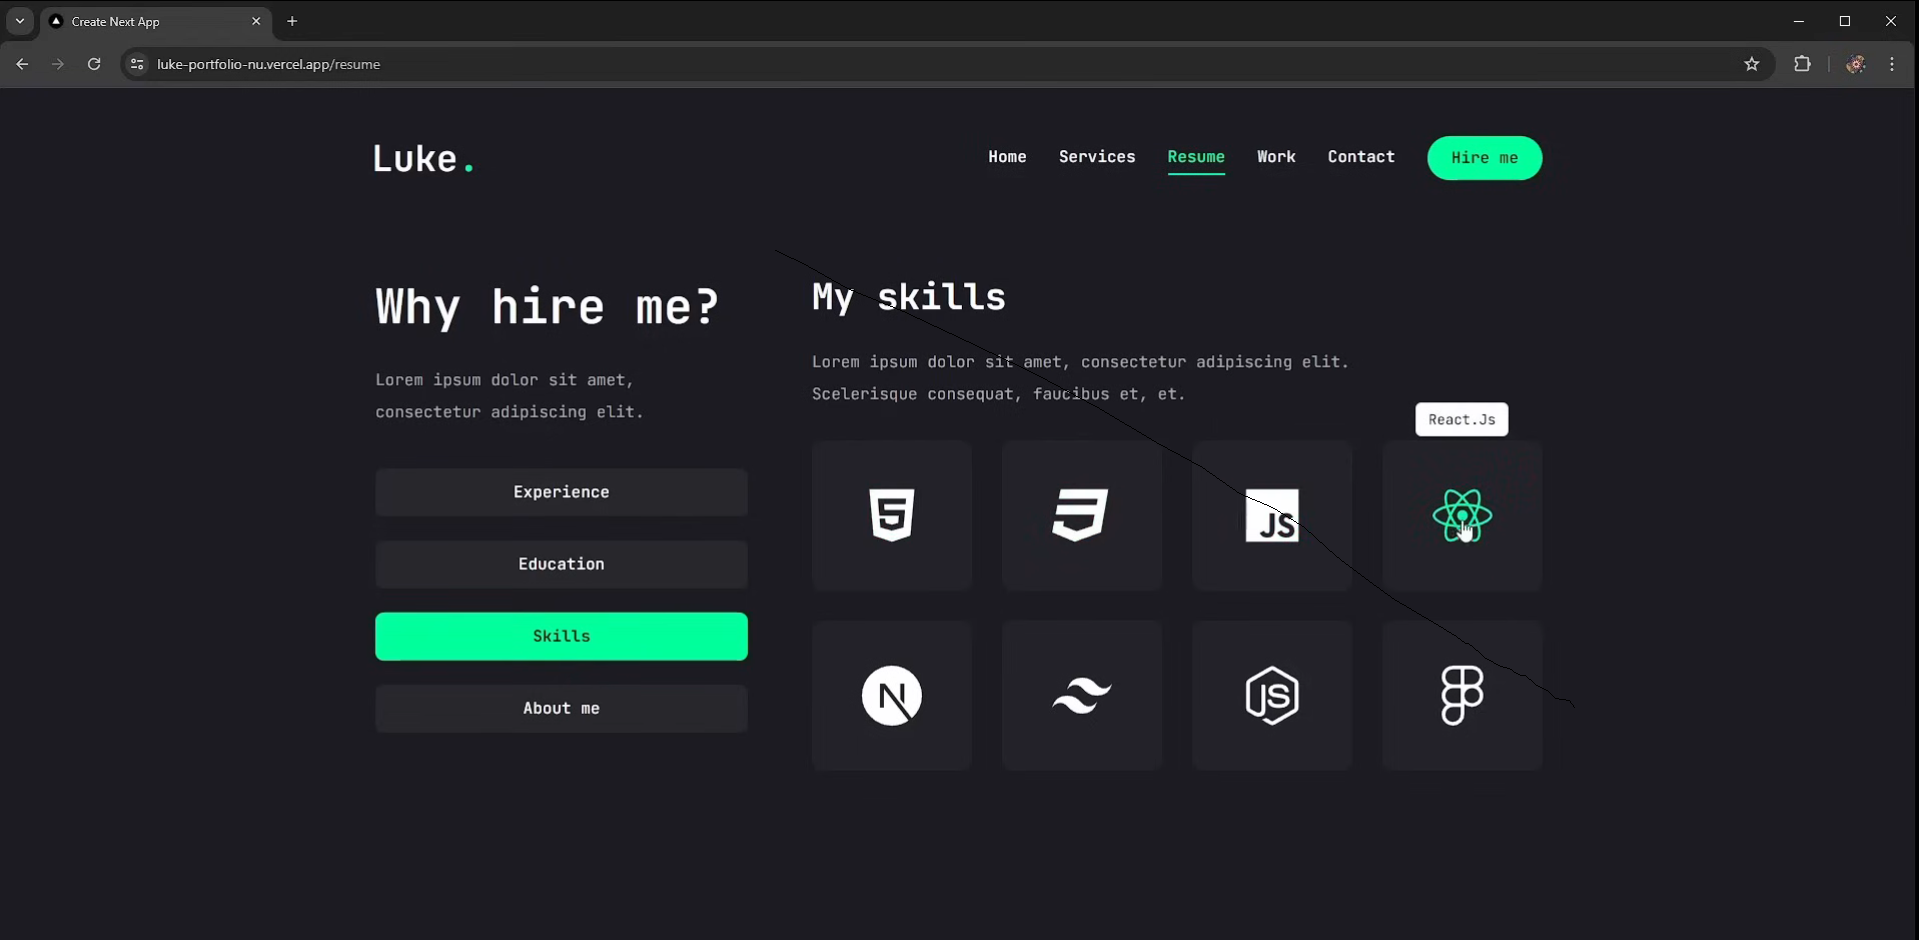 Create Next App
luke-portfolio-nu.vercel.app/resume
Luke.
Home Services Resume Work Contact Hire me
Why hire me?
Lorem ipsum dolor sit amet,
consectetur adipiscing elit.
Experience
Education
Skills
About me
My skills
Lorem ipsum dolor sit amet, consectetur adipiscing elit.
Scelerisque consequat, faucibus et, et.
React.Js
5
JS
N
JS